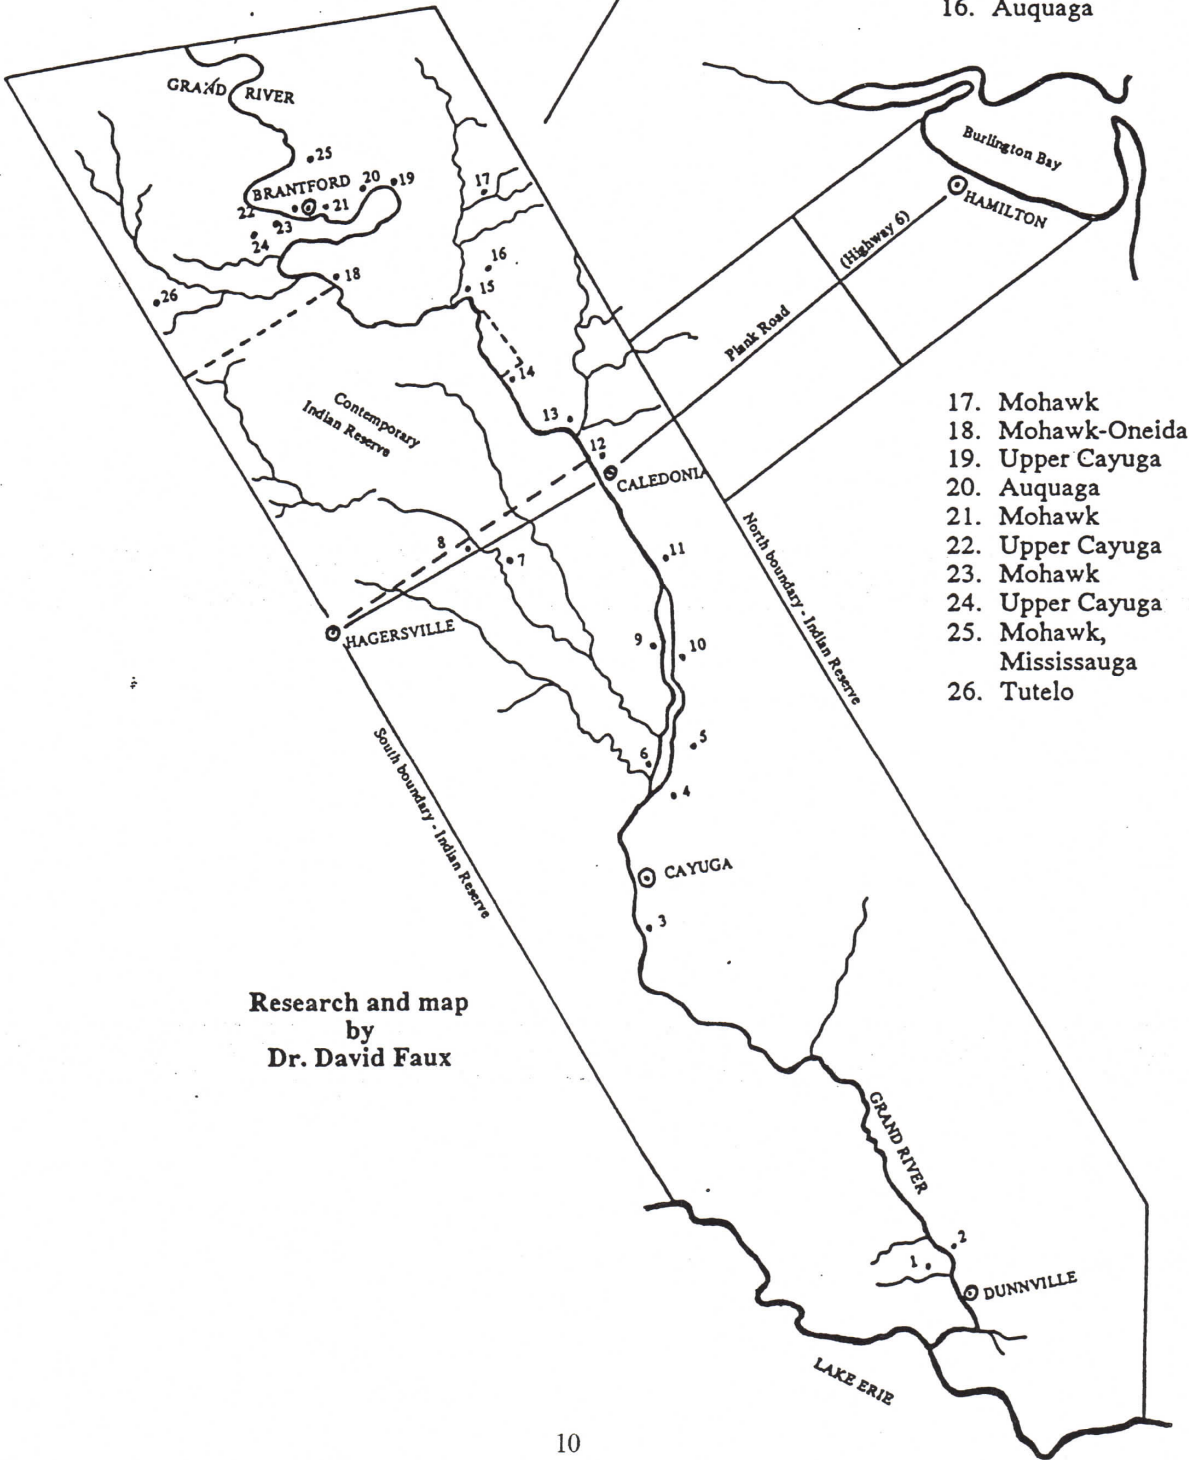 16. Auquaga
GRAND RIVER
Burlington Bay
25
BRANTFORD
20
19
17
22
21
23
24
HAMILTON
(Highway 6)
16
18
15
26
Plank Road
14
Contemporary
Indian Reserve
13
12
CALEDONIA
17. Mohawk
18. Mohawk-Oneida
19. Upper Cayuga
20. Auquaga
21. Mohawk
22. Upper Cayuga
23. Mohawk
24. Upper Cayuga
25. Mohawk,
Mississauga
26. Tutelo
8
7
11
North boundary - Indian Reserve
HAGERSVILLE
9
10
South boundary - Indian Reserve
5
6
4
CAYUGA
3
Research and map
by
Dr. David Faux
GRAND RIVER
2
1
DUNNVILLE
LAKE ERIE
10